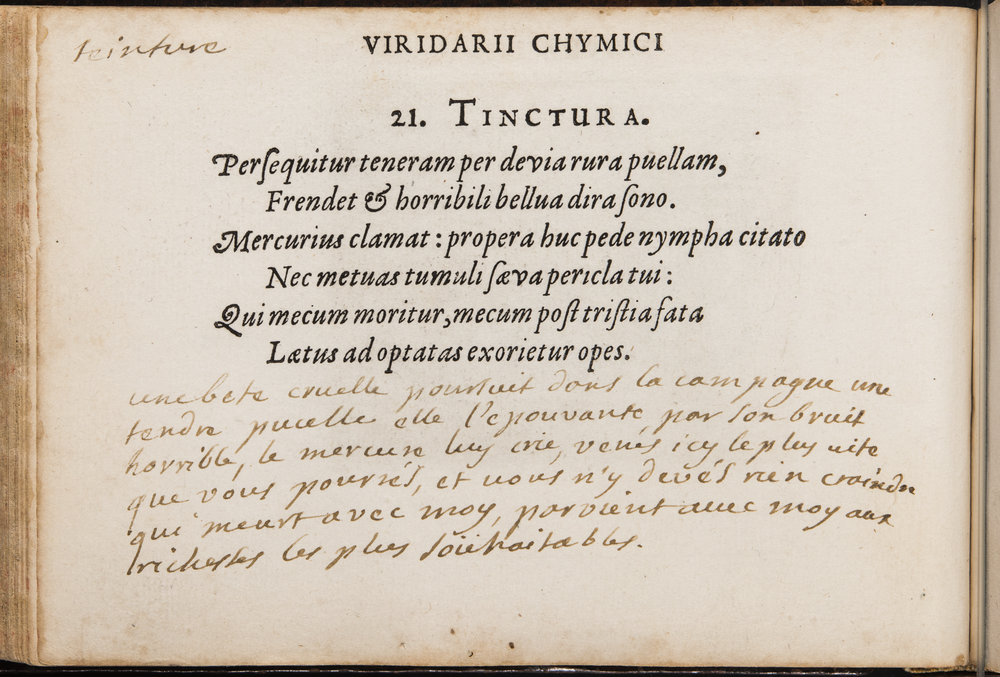 teinture
VIRIDARII CHYMICI
21. TINCTURA.
Perſequitur teneram per devia rura puellam,
Frendet & horribili bellua dira ſono.
Mercurius clamat : propera huc pede nympha citato
Nec metuas tumuli ſæva pericla tui :
Qui mecum moritur, mecum poſt triſtia fata
Lætus ad optatas exorietur opes.
une bete cruelle poursuit dans la campagne une
tendre pucelle elle l'epouvante par son bruit
horrible, le mercure luy crie, venés icy le plus uite
que vous pourrés, et vous n'y devés rien craindre
qui meurt avec moy, parvient avec moy aux
richesses les plus soüehaitables.